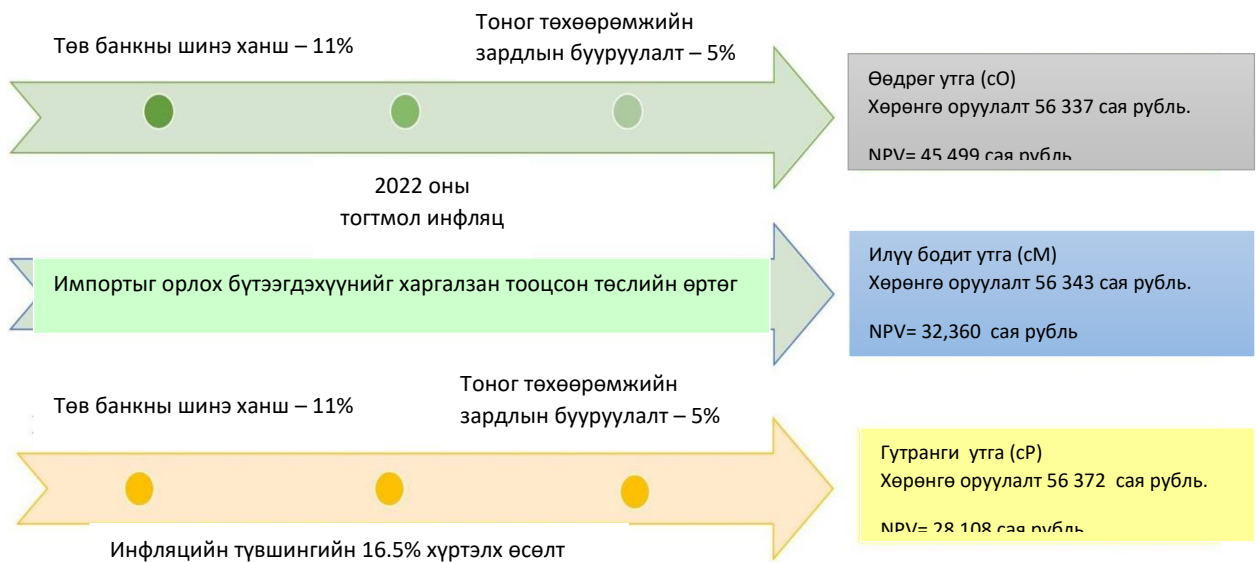 Төв банкны шинэ ханш – 11%
Тоног төхөөрөмжийн
зардлын бууруулалт – 5%
Өөдрөг утга (cO)
Хөрөнгө оруулалт 56 337 сая рубль.
NPV= 45 499 сая рубль
2022 оны
тогтмол инфляц
Импортыг орлох бүтээгдэхүүнийг харгалзан тооцсон төслийн өртөг
Илүү бодит утга (cM)
Хөрөнгө оруулалт 56 343 сая рубль.
NPV= 32,360 сая рубль
Төв банкны шинэ ханш – 11%
Тоног төхөөрөмжийн
зардлын бууруулалт – 5%
Гутранги утга (cP)
Хөрөнгө оруулалт 56 372 сая рубль.
NPV= 28 108 сая рубль
Инфляцийн түвшингийн 16.5% хүртэлх өсөлт